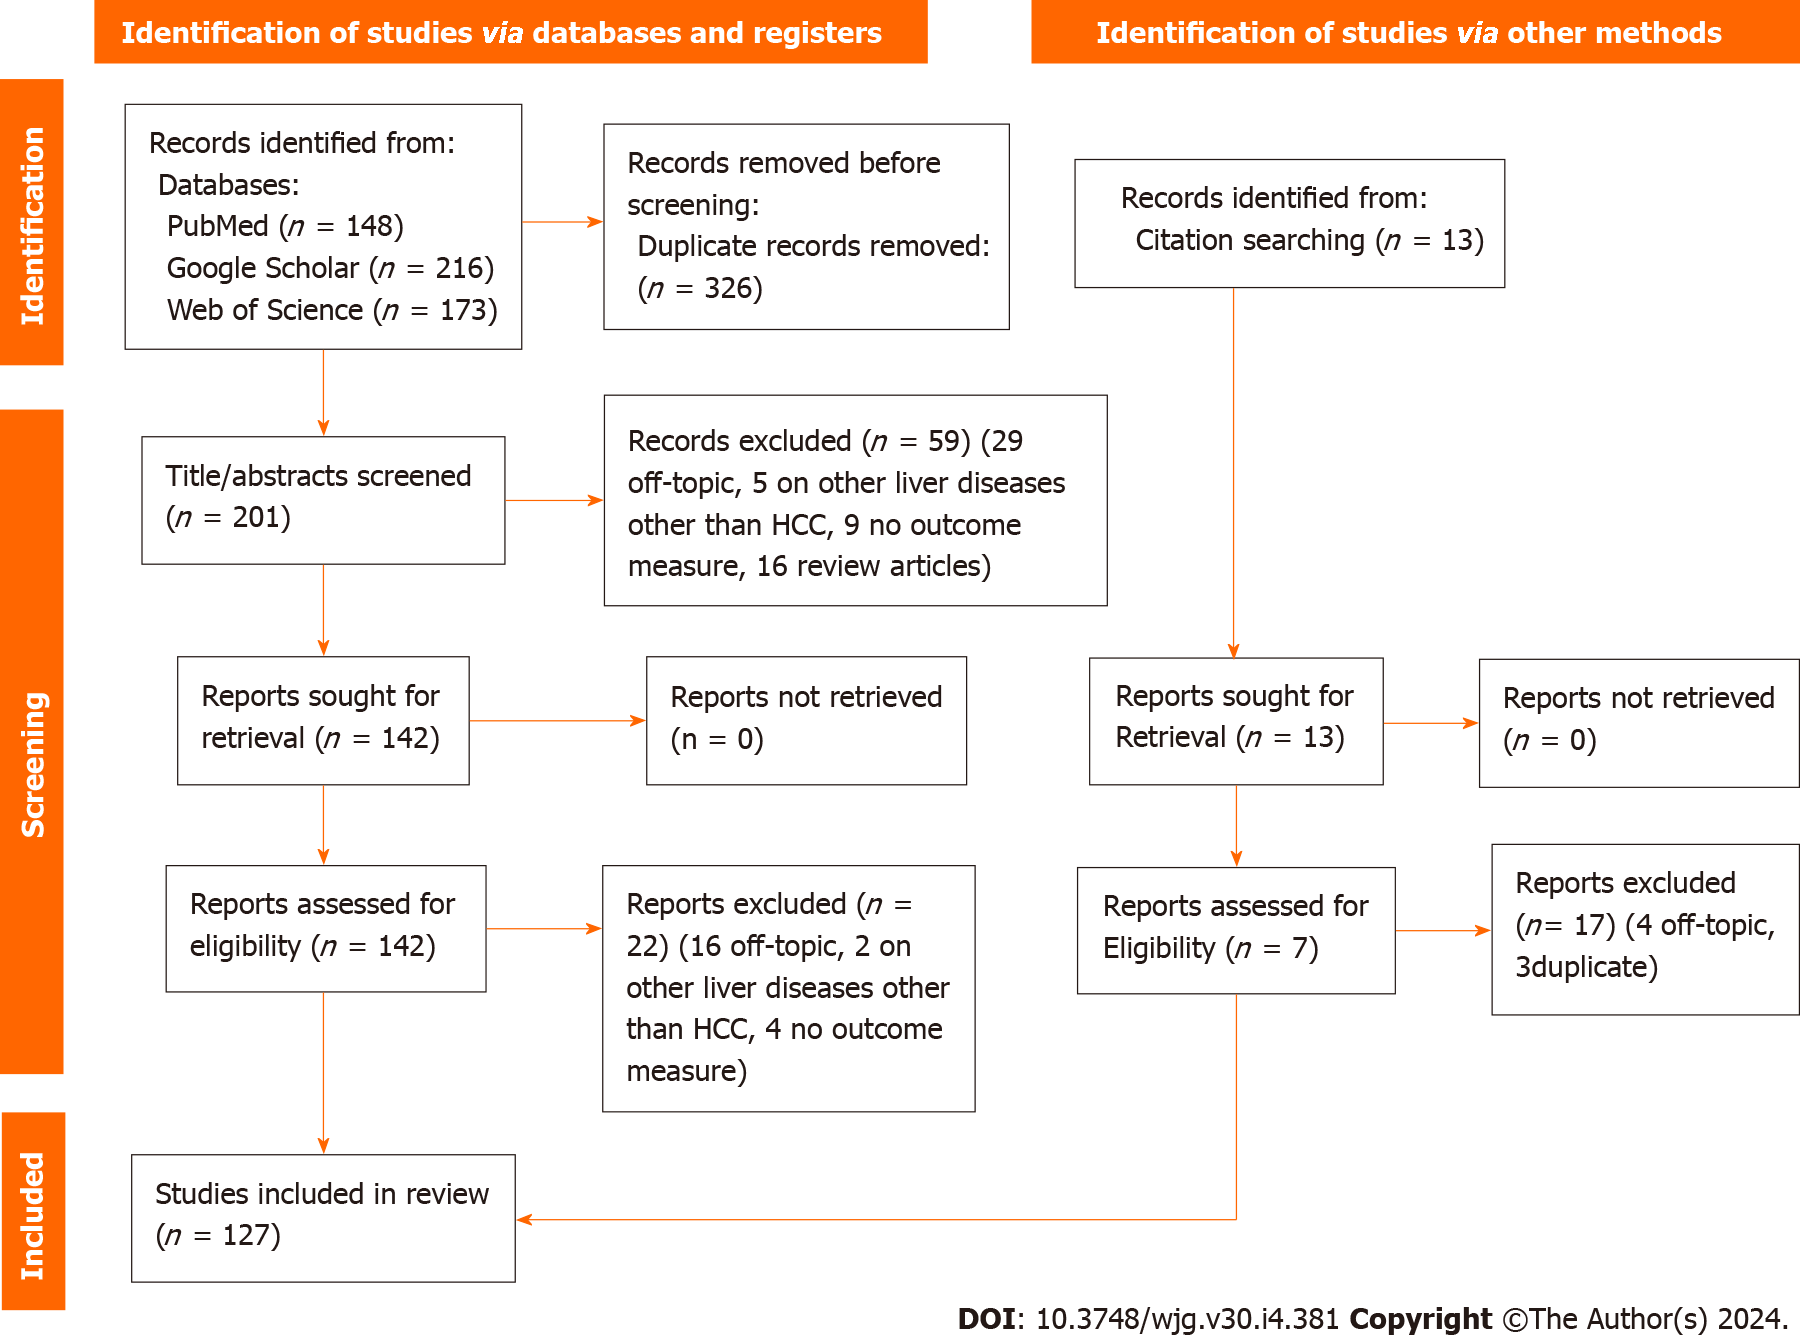 Identification of studies via databases and registers
Identification of studies via other methods
Identification
Records identified from:
Databases:
PubMed (n = 148)
Google Scholar (n = 216)
Web of Science (n = 173)
Records removed before
screening:
Duplicate records removed:
(n = 326)
Records identified from:
Citation searching (n = 13)
Screening
Title/abstracts screened
(n = 201)
Records excluded (n = 59) (29
off-topic, 5 on other liver diseases
other than HCC, 9 no outcome
measure, 16 review articles)
Reports sought for
retrieval (n = 142)
Reports not retrieved
(n = 0)
Reports sought for
Retrieval (n = 13)
Reports not retrieved
(n = 0)
Reports assessed for
eligibility (n = 142)
Reports excluded (n =
22) (16 off-topic, 2 on
other liver diseases other
than HCC, 4 no outcome
measure)
Reports assessed for
Eligibility (n = 7)
Reports excluded
(n= 17) (4 off-topic,
3duplicate)
Included
Studies included in review
(n = 127)
DOI: 10.3748/wjg.v30.i4.381 Copyright ©The Author(s) 2024.